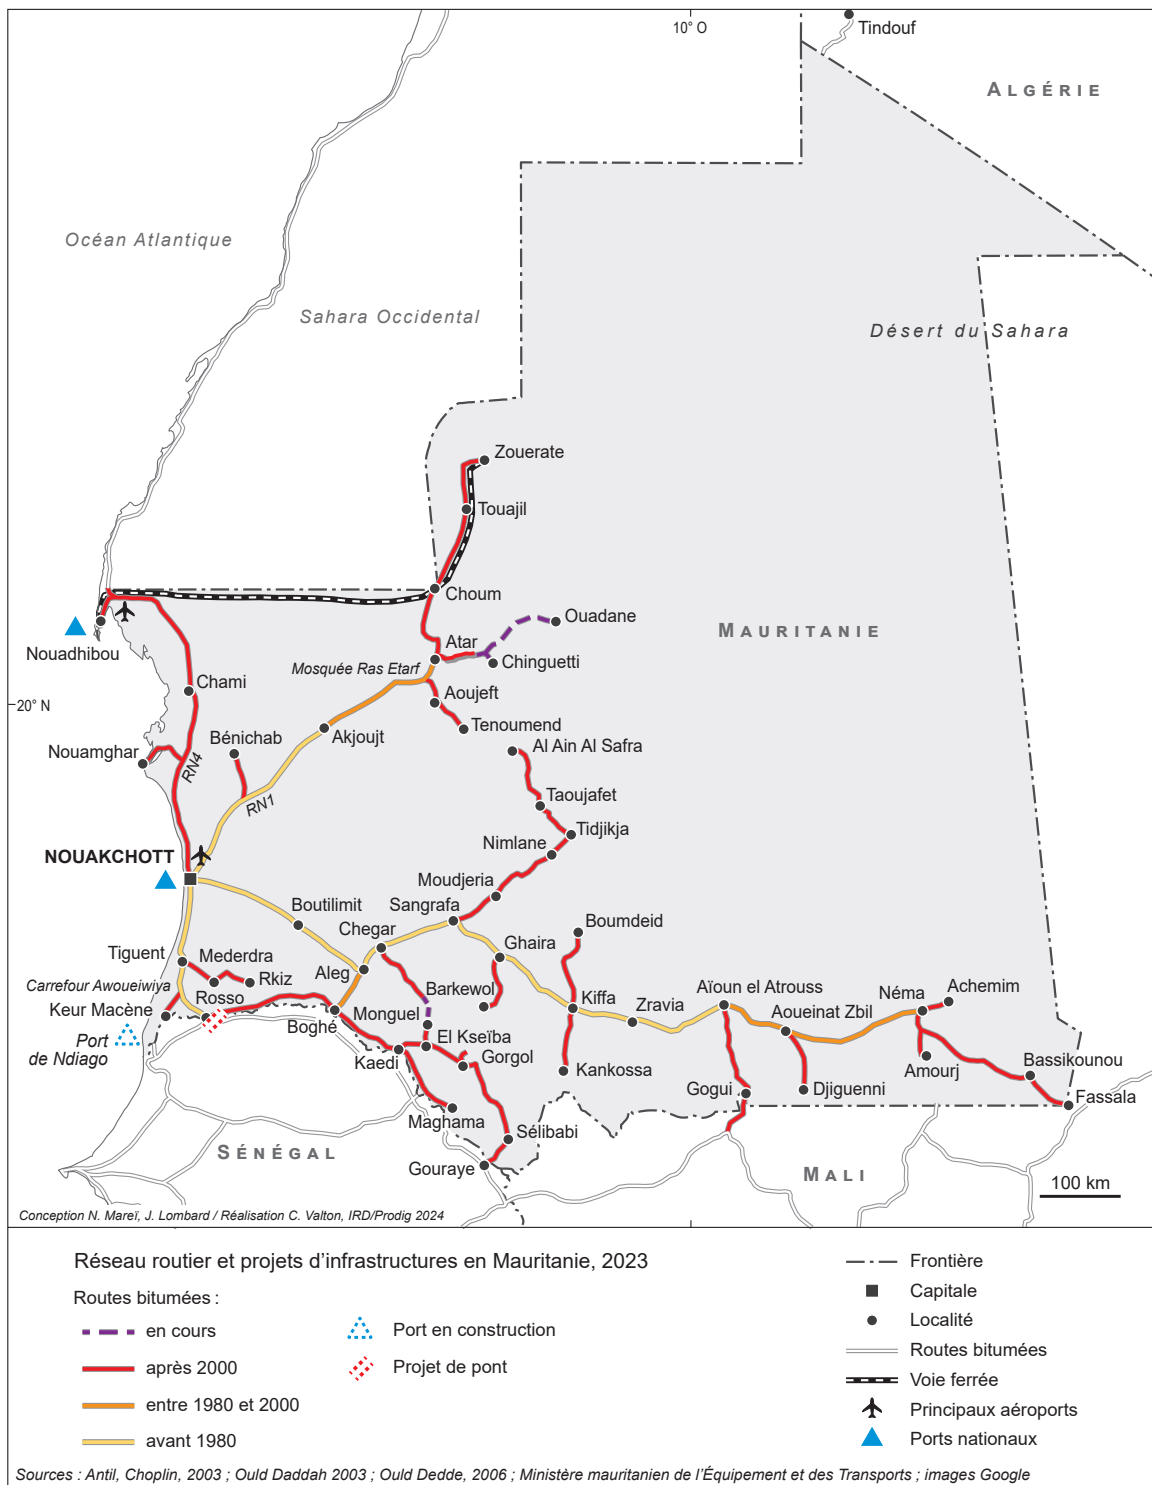 10° O
Tindouf
ALGÉRIE
Océan Atlantique
Sahara Occidental
Désert du Sahara
Zouerate
Touajil
Choum
Ouadane
Nouadhibou
Atar
MAURITANIE
Mosquée Ras Etarf
Chinguetti
Chami
Aoujeft
20° N
Tenoumend
Akjoujt
Bénichab
Nouamghar
Al Ain Al Safra
RN4
RN1
Taoujafet
Tidjikja
Nimlane
NOUAKCHOTT
Moudjeria
Boutilimit
Sangrafa
Boumdeid
Chegar
Ghaira
Tiguent
Mederdra
Aleg
Rkiz
Carrefour Awoueiwiya
Barkewol
Keur Macène
Rosso
Kiffa
Zravia
Aïoun el Atrouss
Aoueinat Zbil
Néma
Achemim
Boghé
Monguel
Port
de Ndiago
El Kseïba
Gorgol
Kaedi
Kankossa
Amourj
Bassikounou
Gogui
Djiguenni
Fassala
Maghama
Sélibabi
SÉNÉGAL
Gouraye
MALI
100 km
Conception N. Mareï, J. Lombard / Réalisation C. Valton, IRD/Prodig 2024
Réseau routier et projets d’infrastructures en Mauritanie, 2023
Routes bitumées :
en cours
après 2000
entre 1980 et 2000
avant 1980
Port en construction
Projet de pont
Frontière
Capitale
Localité
Routes bitumées
Voie ferrée
Principaux aéroports
Ports nationaux
Sources : Antil, Choplin, 2003 ; Ould Daddah 2003 ; Ould Dedde, 2006 ; Ministère mauritanien de l’Équipement et des Transports ; images Google